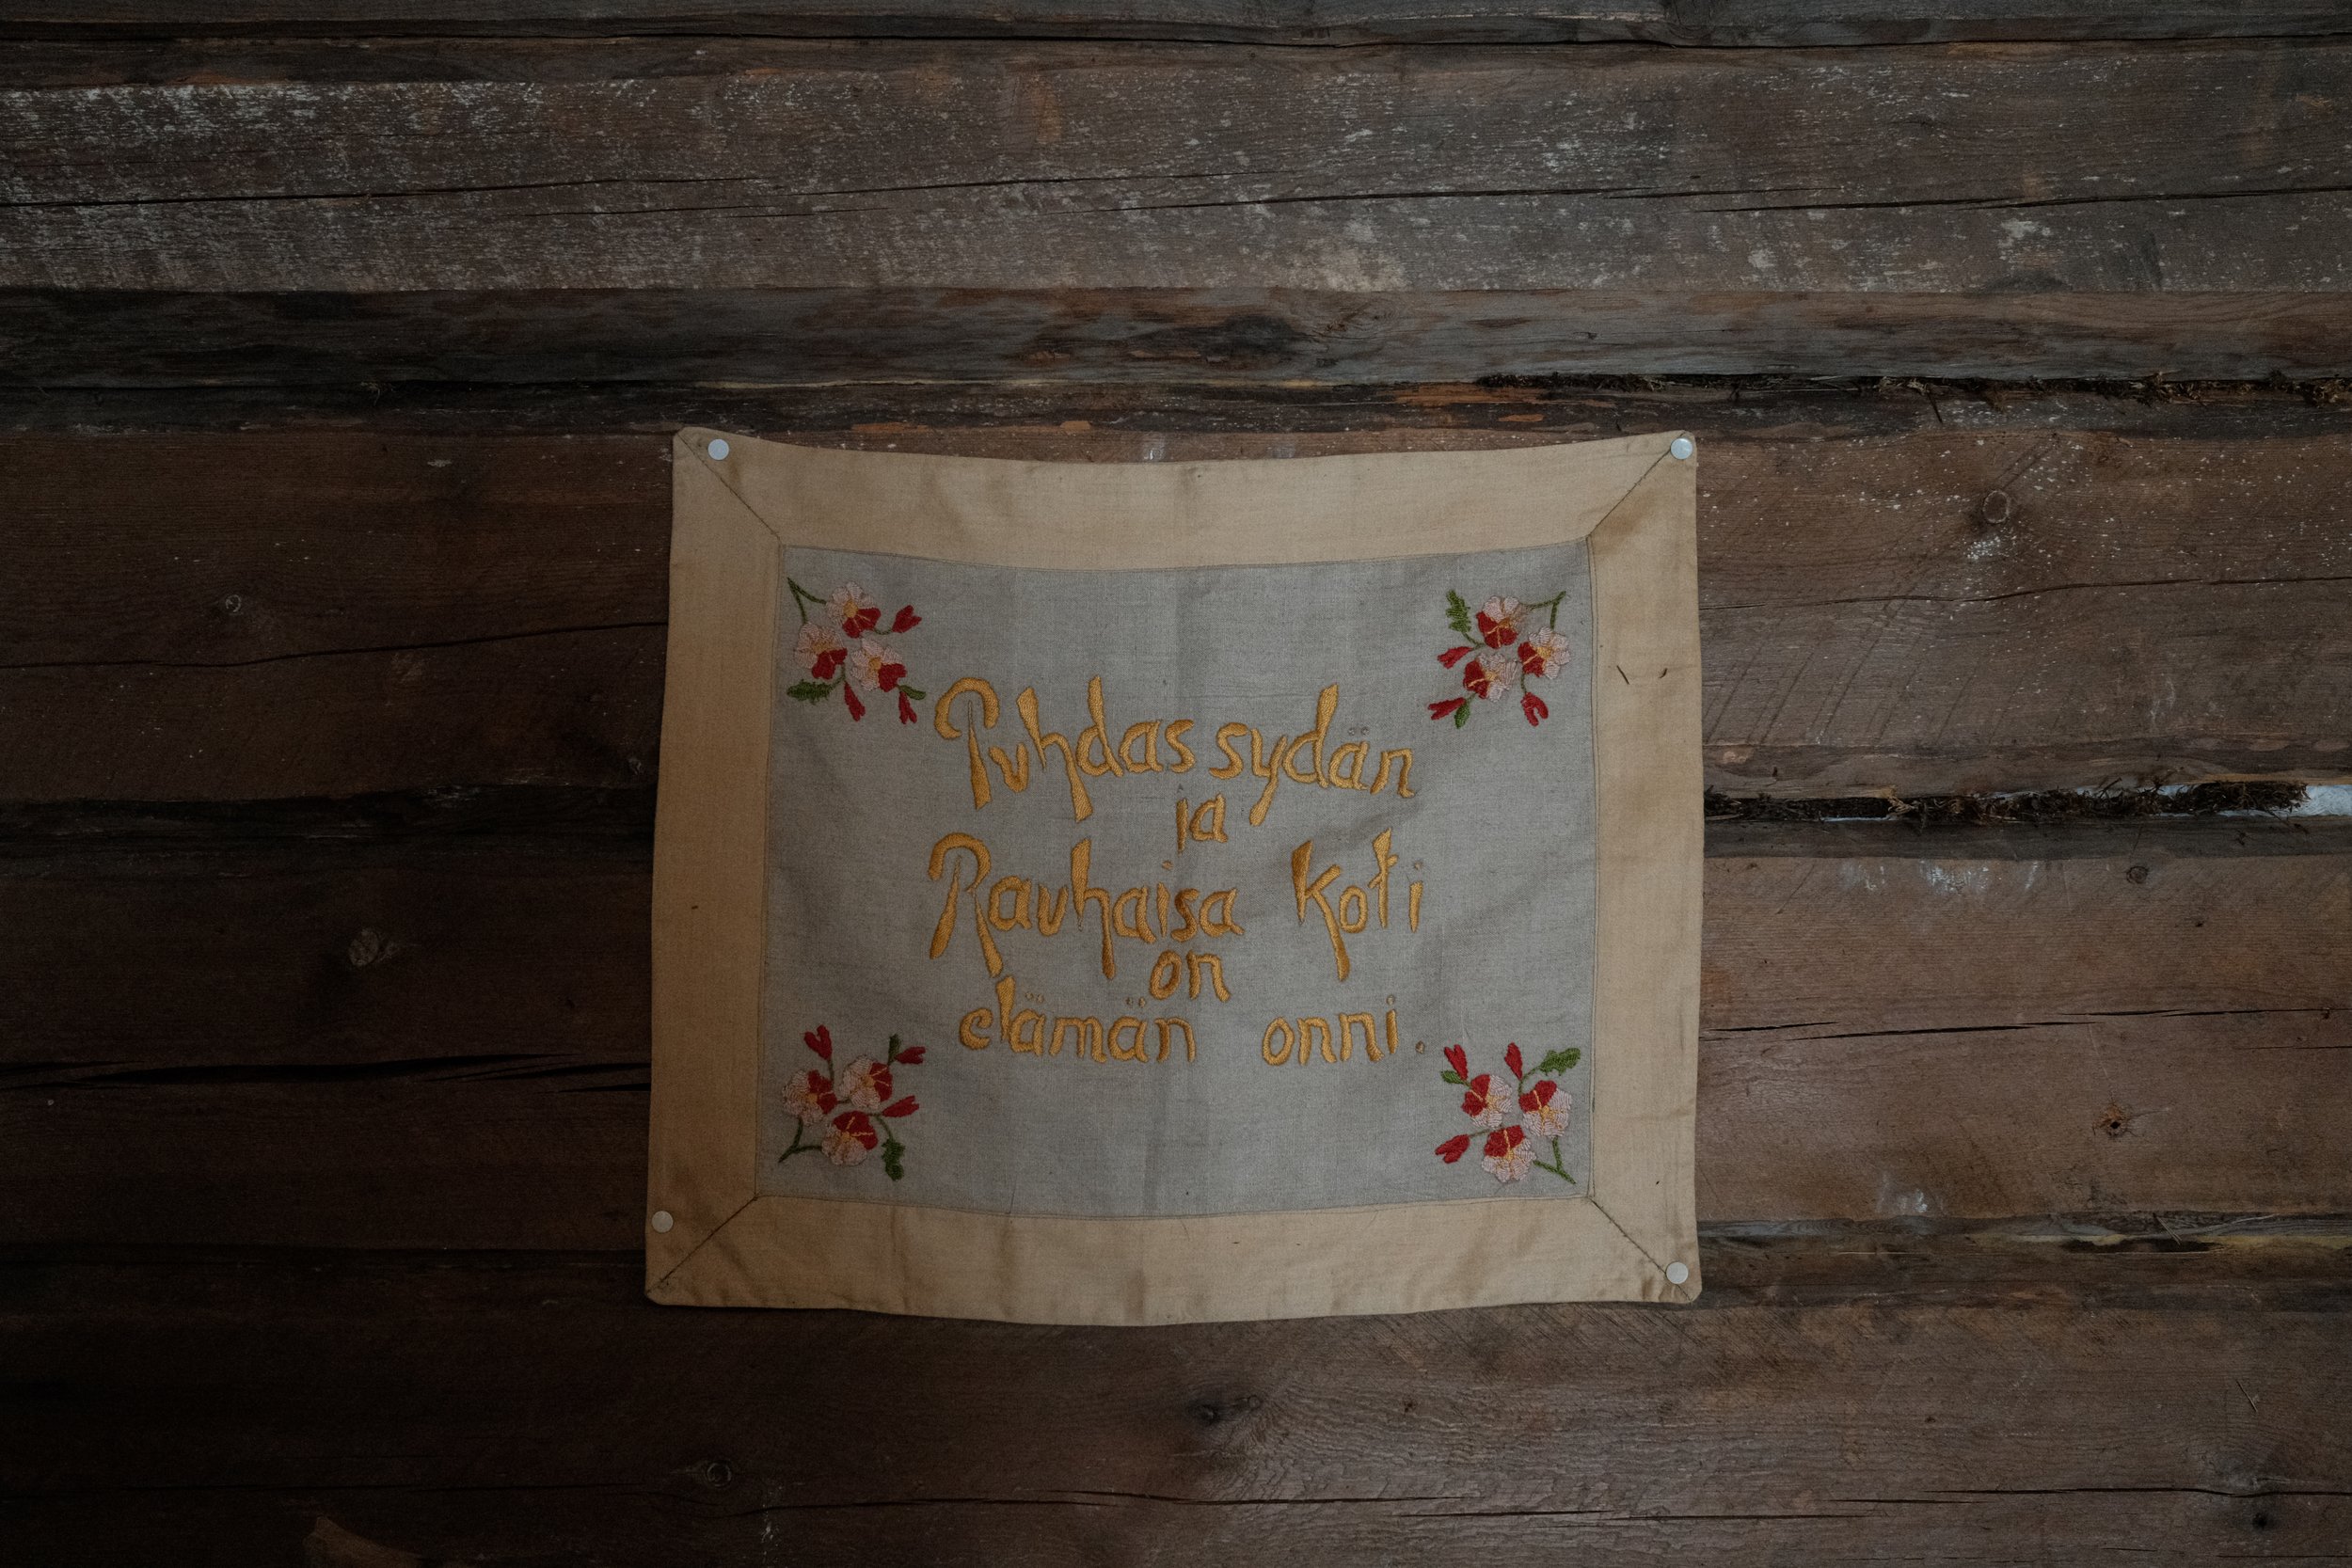 Puhdas sydän
ja
Rauhaisa Koti
on
elämän onni.